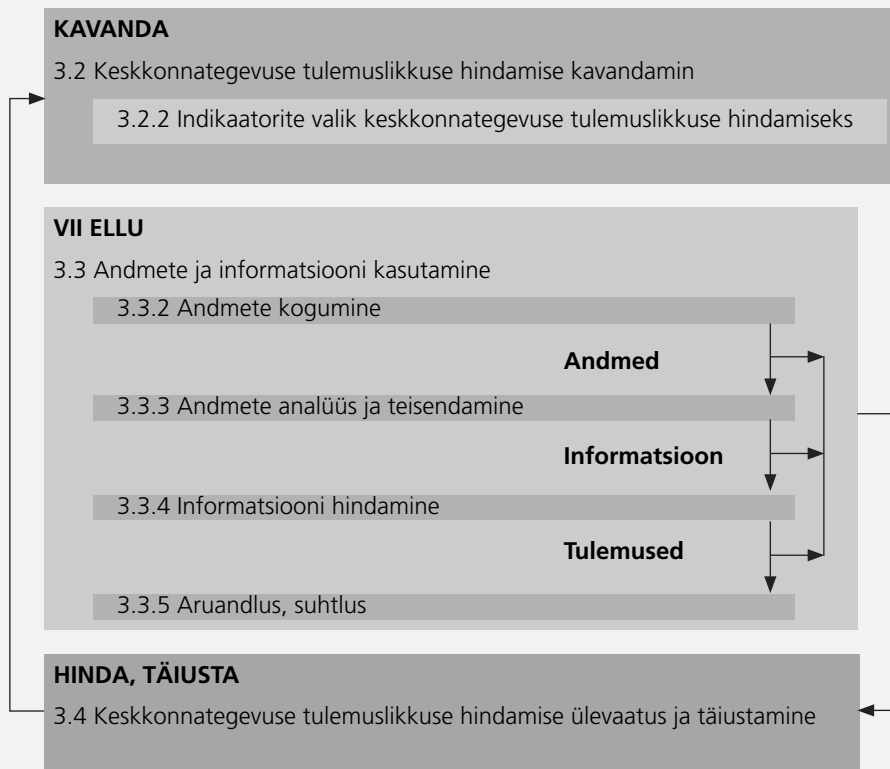 KAVANDA
3.2 Keskkonnategevuse tulemuslikkuse hindamise kavandamin
3.2.2 Indikaatorite valik keskkonnategevuse tulemuslikkuse hindamiseks
VII ELLU
3.3 Andmete ja informatsiooni kasutamine
3.3.2 Andmete kogumine
Andmed
3.3.3 Andmete analüüs ja teisendamine
Informatsioon
3.3.4 Informatsiooni hindamine
Tulemused
3.3.5 Aruandlus, suhtlus
HINDA, TÄIUSTA
3.4 Keskkonnategevuse tulemuslikkuse hindamise ülevaatus ja täiustamine